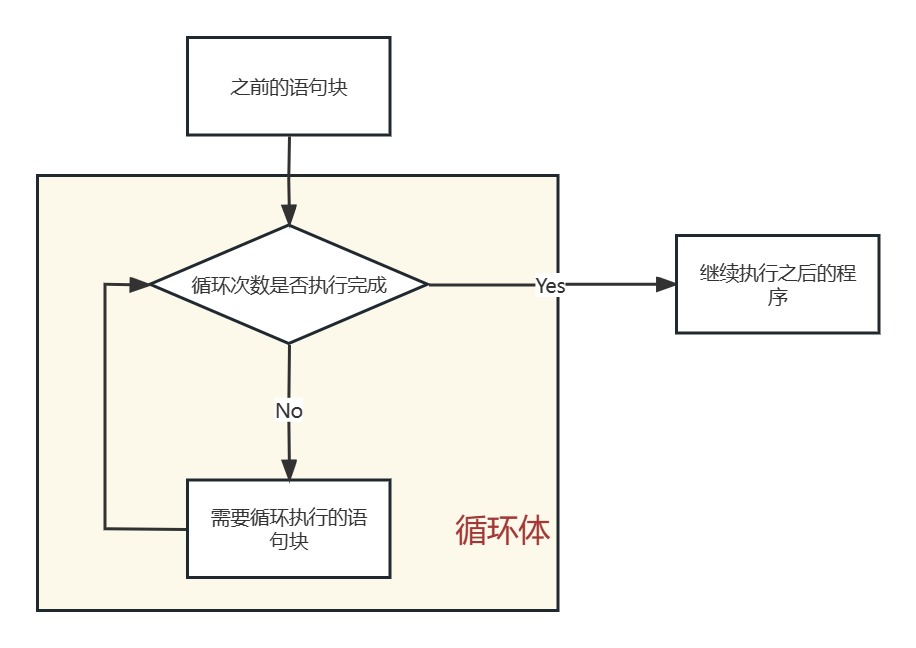 之前的语句块
循环次数是否执行完成
Yes
继续执行之后的程
序
No
需要循环执行的语
句块
循环体